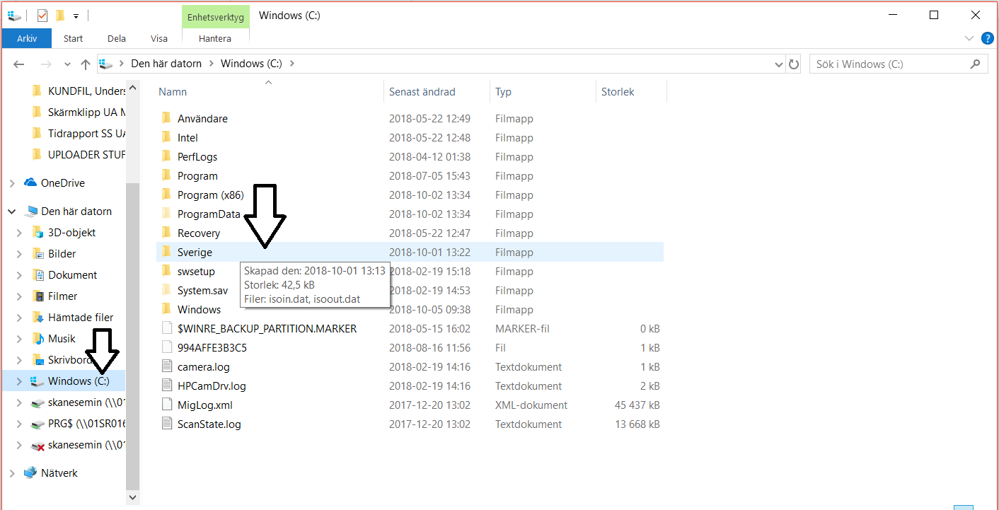 Enhetsverktyg
Windows (C:)
Arkiv
Start
Dela
Visa
Hantera
?
Den här datorn
Windows (C:)
Sök i Windows (C:)
KUNDFIL, Unders
Skärmklipp UA M
Tidrapport SS UA
UPLOADER STUF
OneDrive
Den här datorn
3D-objekt
Bilder
Dokument
Filmer
Hämtade filer
Musik
Skrivbord
Windows (C:)
skanesemin (\\01
PRG$ (\\01SR016
skanesemin (\\01
Nätverk
Namn Senast ändrad Typ Storlek
Användare 2018-05-22 12:49 Filmapp
Intel 2018-05-22 12:48 Filmapp
PerfLogs 2018-04-12 01:38 Filmapp
Program 2018-07-05 15:43 Filmapp
Program (x86) 2018-10-02 13:34 Filmapp
ProgramData 2018-10-02 13:34 Filmapp
Recovery 2018-05-22 12:47 Filmapp
Sverige 2018-10-01 13:22 Filmapp
swsetup 2018-02-19 15:18 Filmapp
System.sav 2018-02-19 14:53 Filmapp
Windows 2018-10-05 09:38 Filmapp
$WINRE_BACKUP_PARTITION.MARKER 2018-05-15 16:02 MARKER-fil 0 kB
994AFFE3B3C5 2018-08-16 11:56 Fil 1 kB
camera.log 2018-02-19 14:16 Textdokument 1 kB
HPCamDrv.log 2018-02-19 14:16 Textdokument 2 kB
MigLog.xml 2017-12-20 13:02 XML-dokument 45 437 kB
ScanState.log 2017-12-20 13:02 Textdokument 13 668 kB
Skapad den: 2018-10-01 13:13
Storlek: 42,5 kB
Filer: isoin.dat, isoout.dat